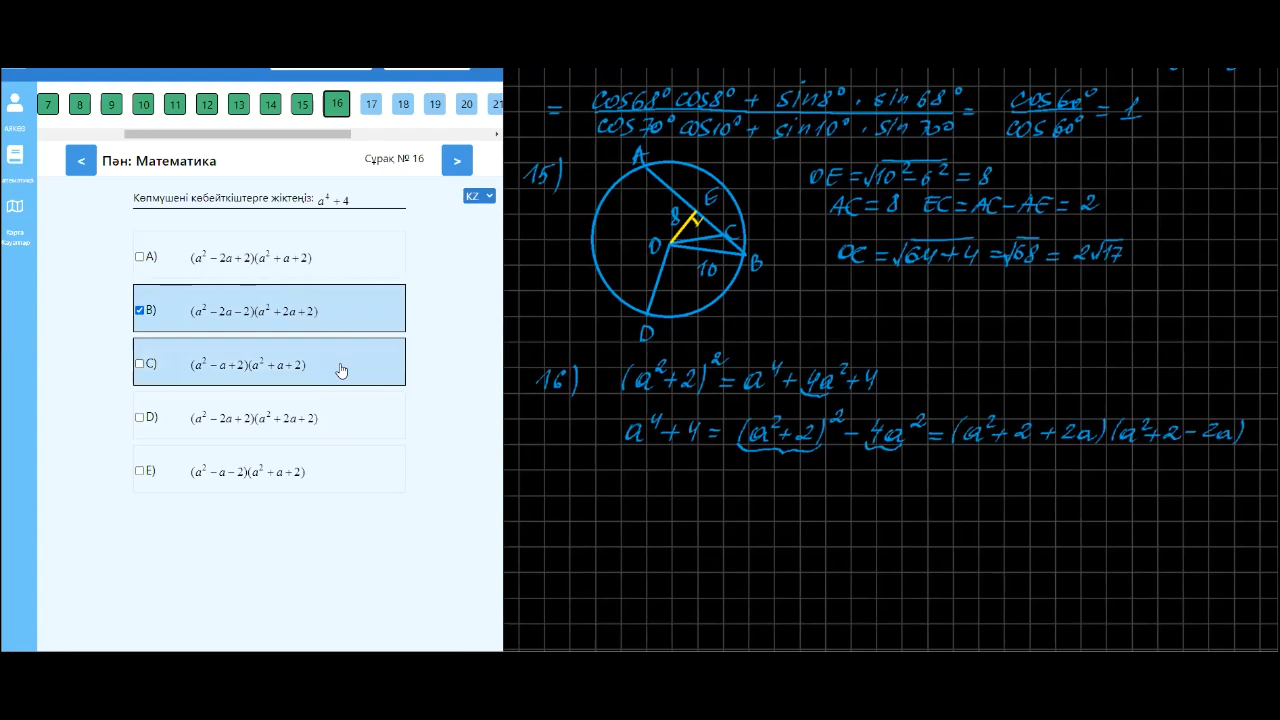 7 8 9 10 11 12 13 14 15 16 17 18 19 20 21
< Пән: Математика Сұрақ № 16 >
Көпмүшені көбейткіштерге жіктеңіз: a⁴ + 4
KZ
A) (a² − 2a + 2)(a² + a + 2)
B) (a² − 2a − 2)(a² + 2a + 2)
C) (a² − a + 2)(a² + a + 2)
D) (a² − 2a + 2)(a² + 2a + 2)
E) (a² − a − 2)(a² + a + 2)
Карта
= (cos68° cos8° + sin8° · sin68°) / (cos70° cos10° + sin10° · sin70°) = cos60° / cos60° = 1
15)
A
E
8
O
C
10
B
D
OE = √(10² − 6²) = 8
AC = 8 EC = AC − AE = 2
OC = √(64 + 4) = √68 = 2√17
16) (a² + 2)² = a⁴ + 4a² + 4
a⁴ + 4 = (a² + 2)² − 4a² = (a² + 2 + 2a)(a² + 2 − 2a)